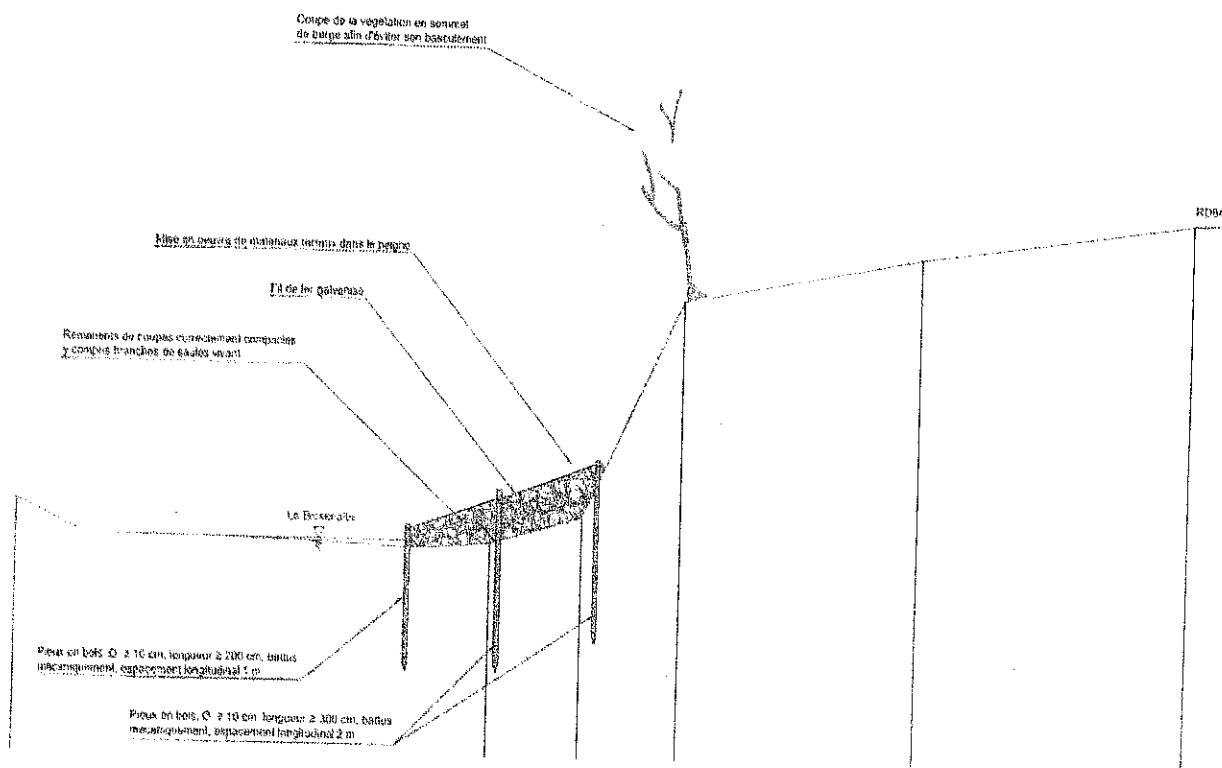 Coupe de la végétation en sommet
de berge afin d'éviter son basculement
RD9
Mise en oeuvre de matériaux terreux dans le peigne
Fil de fer galvanisé
Rémanents de coupes correctement compactés
y compris branches de saules vivant
La
Pieux en bois, Ø ≥ 10 cm, longueur ≥ 200 cm, battus
mécaniquement, espacement longitudinal 1 m
Pieux en bois, Ø ≥ 10 cm longueur ≥ 300 cm, battus
mécaniquement, espacement longitudinal 2 m